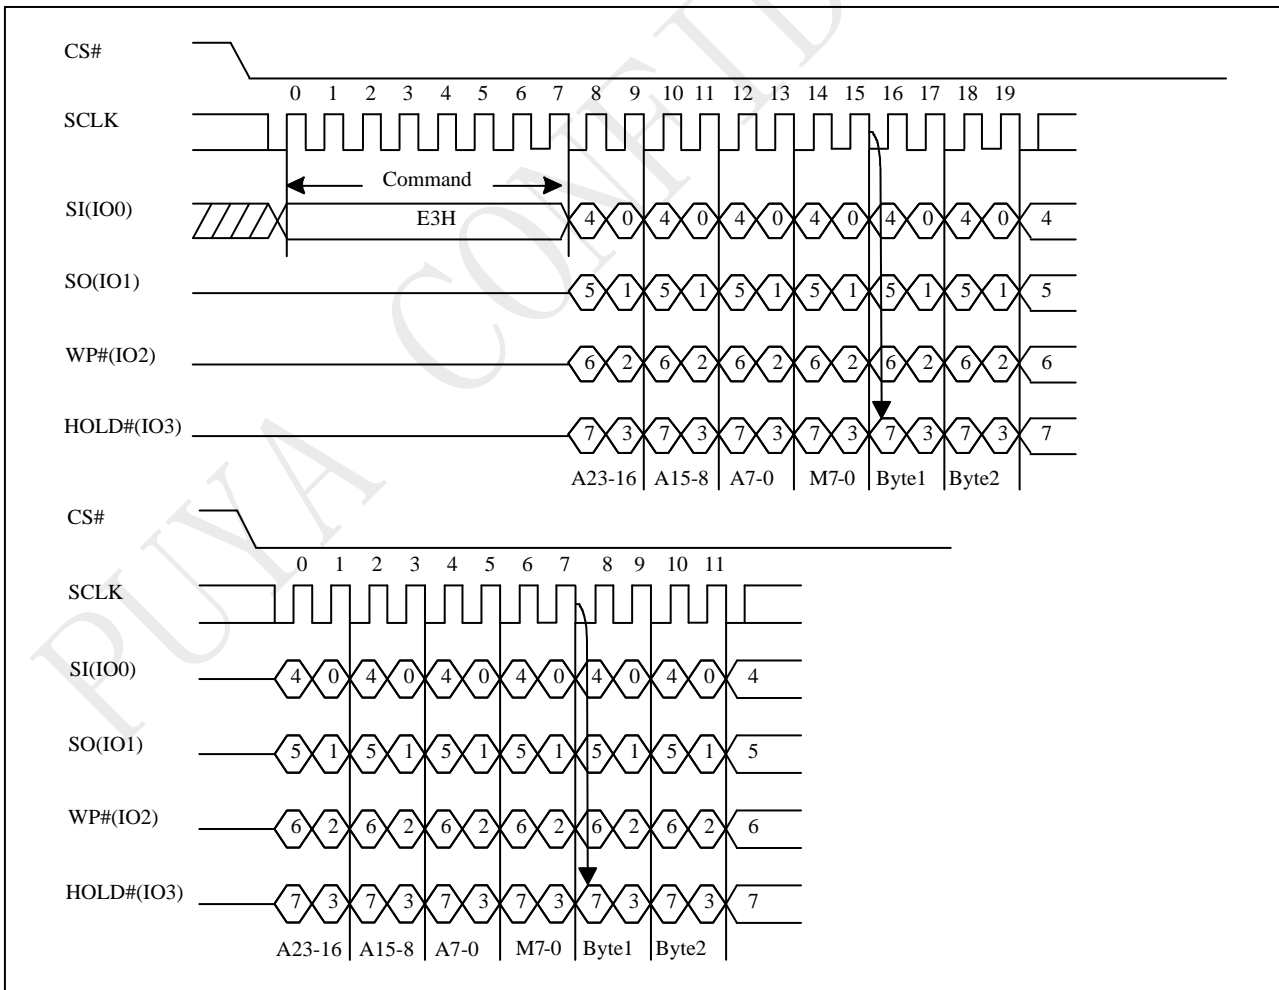 CS#
0 1 2 3 4 5 6 7 8 9 10 11 12 13 14 15 16 17 18 19
SCLK
Command
SI(IO0) E3H 4 0 4 0 4 0 4 0 4 0 4 0 4
SO(IO1) 5 1 5 1 5 1 5 1 5 1 5 1 5
WP#(IO2) 6 2 6 2 6 2 6 2 6 2 6 2 6
HOLD#(IO3) 7 3 7 3 7 3 7 3 7 3 7 3 7
A23-16 A15-8 A7-0 M7-0 Byte1 Byte2
CS#
0 1 2 3 4 5 6 7 8 9 10 11
SCLK
SI(IO0) 4 0 4 0 4 0 4 0 4 0 4 0 4
SO(IO1) 5 1 5 1 5 1 5 1 5 1 5 1 5
WP#(IO2) 6 2 6 2 6 2 6 2 6 2 6 2 6
HOLD#(IO3) 7 3 7 3 7 3 7 3 7 3 7 3 7
A23-16 A15-8 A7-0 M7-0 Byte1 Byte2
PUYA CONFID